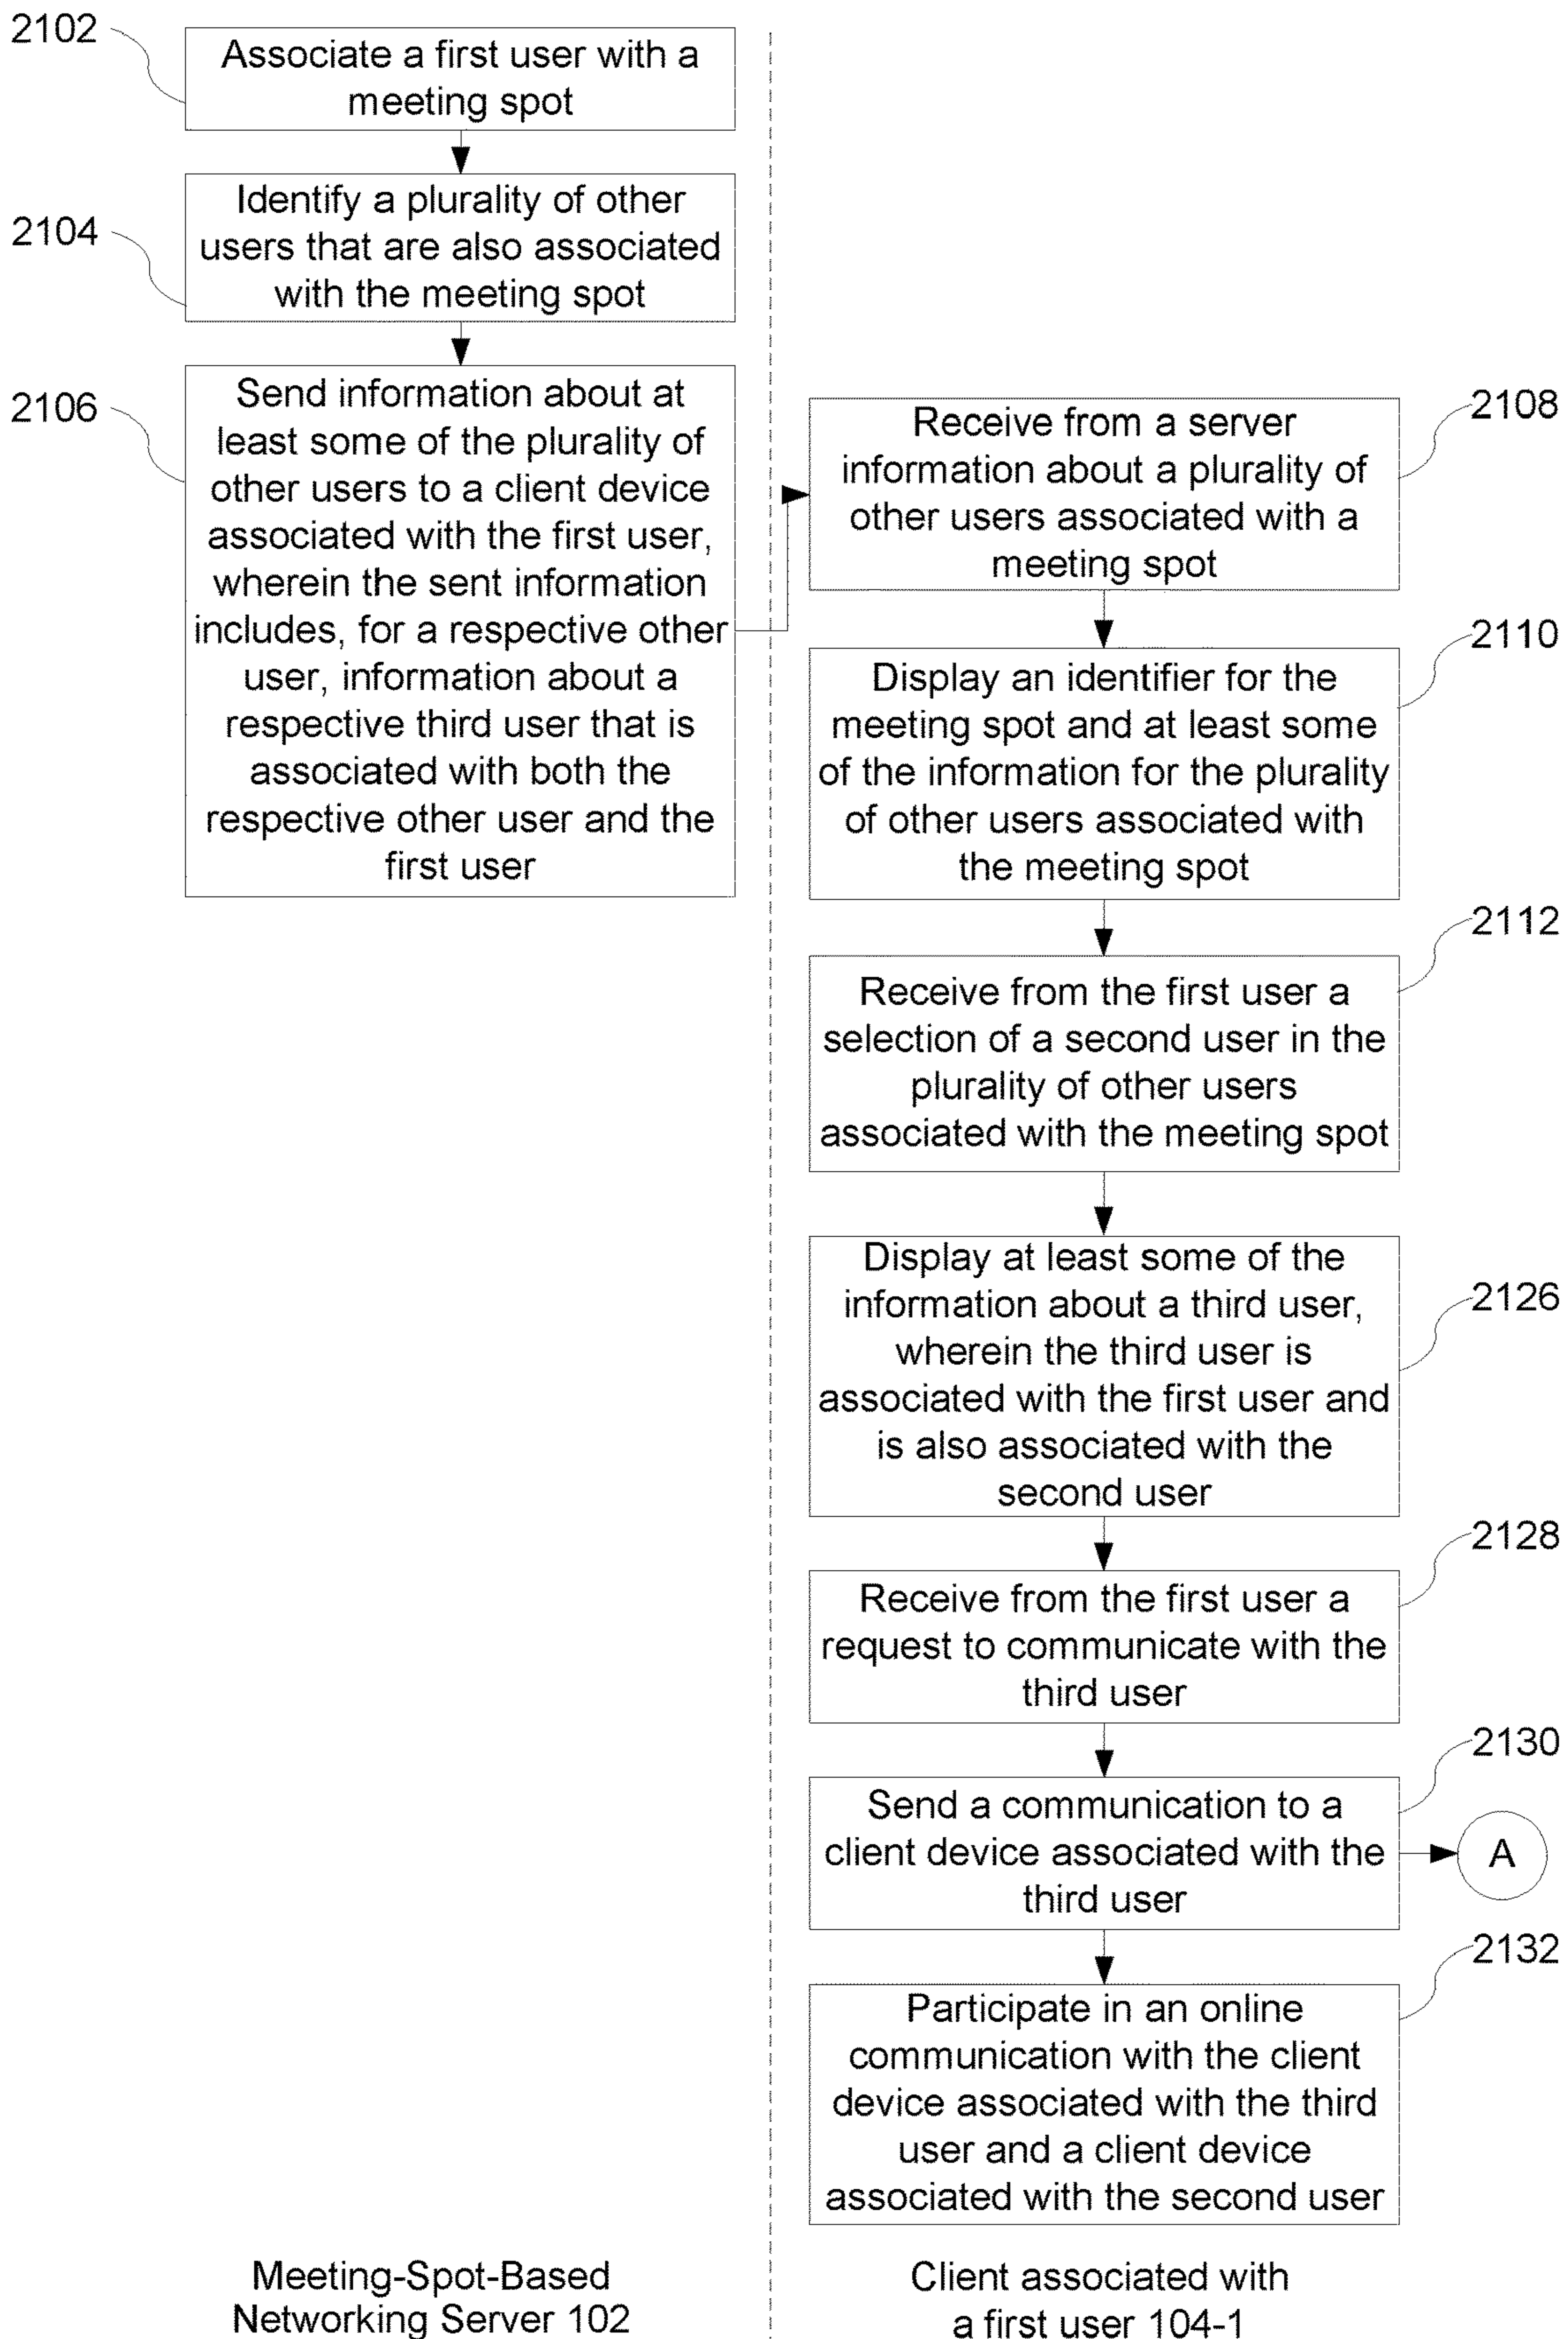 2102
Associate a first user with a
meeting spot
2104
Identify a plurality of other
users that are also associated
with the meeting spot
2106
Send information about at
least some of the plurality of
other users to a client device
associated with the first user,
wherein the sent information
includes, for a respective other
user, information about a
respective third user that is
associated with both the
respective other user and the
first user
2108
Receive from a server
information about a plurality of
other users associated with a
meeting spot
2110
Display an identifier for the
meeting spot and at least some
of the information for the plurality
of other users associated with
the meeting spot
2112
Receive from the first user a
selection of a second user in the
plurality of other users
associated with the meeting spot
2126
Display at least some of the
information about a third user,
wherein the third user is
associated with the first user and
is also associated with the
second user
2128
Receive from the first user a
request to communicate with the
third user
2130
Send a communication to a
client device associated with the
third user
A
2132
Participate in an online
communication with the client
device associated with the third
user and a client device
associated with the second user
Meeting-Spot-Based
Networking Server 102
Client associated with
a first user 104-1